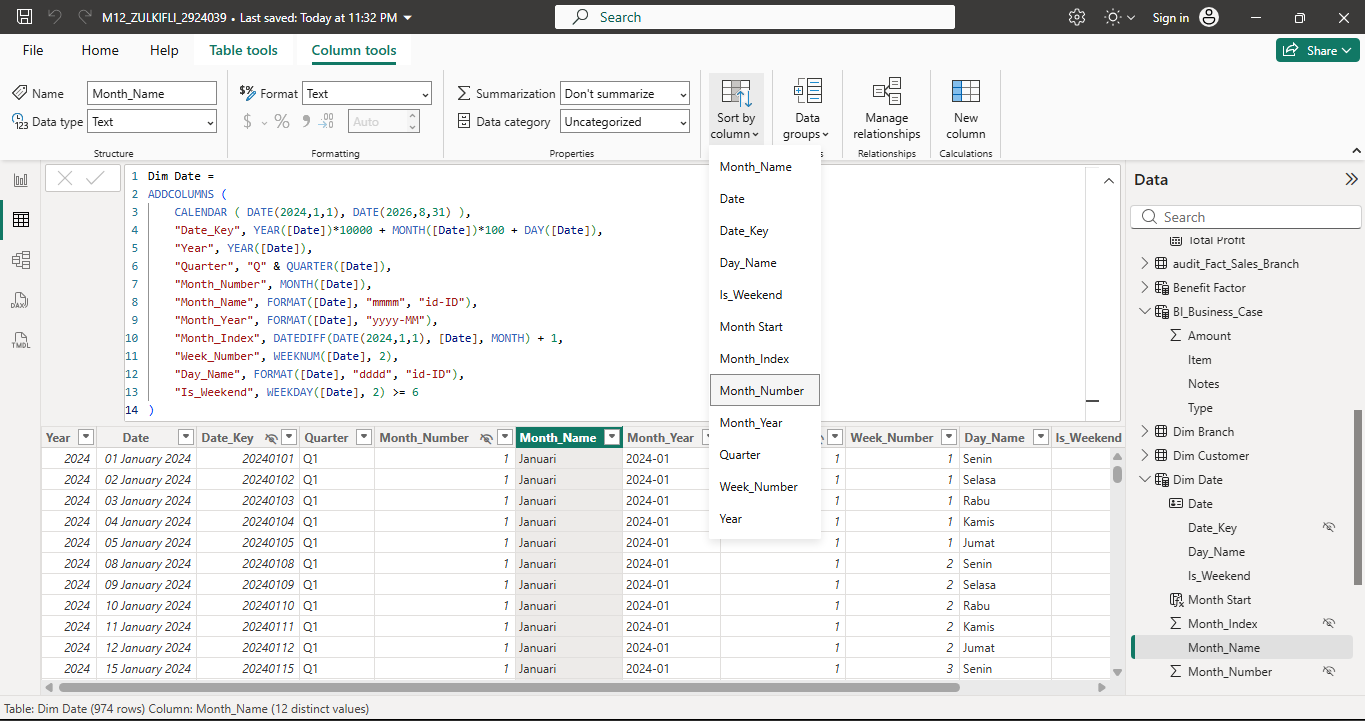 M12_ZULKIFLI_2924039 • Last saved: Today at 11:32 PM
Search
Sign in
File
Home
Help
Table tools
Column tools
Share
Name
Month_Name
Data type
Text
Structure
Format
Text
$
%
Auto
Formatting
Summarization
Don't summarize
Data category
Uncategorized
Properties
Sort by
column
Data
groups
Manage
relationships
Relationships
New
column
Calculations
Month_Name
Date
Date_Key
Day_Name
Is_Weekend
Month Start
Month_Index
Month_Number
Month_Year
Quarter
Week_Number
Year
1 Dim Date =
2 ADDCOLUMNS (
3 CALENDAR ( DATE(2024,1,1), DATE(2026,8,31) ),
4 "Date_Key", YEAR([Date])*10000 + MONTH([Date])*100 + DAY([Date]),
5 "Year", YEAR([Date]),
6 "Quarter", "Q" & QUARTER([Date]),
7 "Month_Number", MONTH([Date]),
8 "Month_Name", FORMAT([Date], "mmmm", "id-ID"),
9 "Month_Year", FORMAT([Date], "yyyy-MM"),
10 "Month_Index", DATEDIFF(DATE(2024,1,1), [Date], MONTH) + 1,
11 "Week_Number", WEEKNUM([Date], 2),
12 "Day_Name", FORMAT([Date], "dddd", "id-ID"),
13 "Is_Weekend", WEEKDAY([Date], 2) >= 6
14 )
Year Date Date_Key Quarter Month_Number Month_Name Month_Year Week_Number Day_Name Is_Weekend
2024 01 January 2024 20240101 Q1 1 Januari 2024-01 1 1 Senin
2024 02 January 2024 20240102 Q1 1 Januari 2024-01 1 1 Selasa
2024 03 January 2024 20240103 Q1 1 Januari 2024-01 1 1 Rabu
2024 04 January 2024 20240104 Q1 1 Januari 2024-01 1 1 Kamis
2024 05 January 2024 20240105 Q1 1 Januari 2024-01 1 1 Jumat
2024 08 January 2024 20240108 Q1 1 Januari 2024-01 1 2 Senin
2024 09 January 2024 20240109 Q1 1 Januari 2024-01 1 2 Selasa
2024 10 January 2024 20240110 Q1 1 Januari 2024-01 1 2 Rabu
2024 11 January 2024 20240111 Q1 1 Januari 2024-01 1 2 Kamis
2024 12 January 2024 20240112 Q1 1 Januari 2024-01 1 2 Jumat
2024 15 January 2024 20240115 Q1 1 Januari 2024-01 1 3 Senin
Data
Search
Total Profit
audit_Fact_Sales_Branch
Benefit Factor
BI_Business_Case
Amount
Item
Notes
Type
Dim Branch
Dim Customer
Dim Date
Date
Date_Key
Day_Name
Is_Weekend
Month Start
Month_Index
Month_Name
Month_Number
DAX
TMDL
Table: Dim Date (974 rows) Column: Month_Name (12 distinct values)